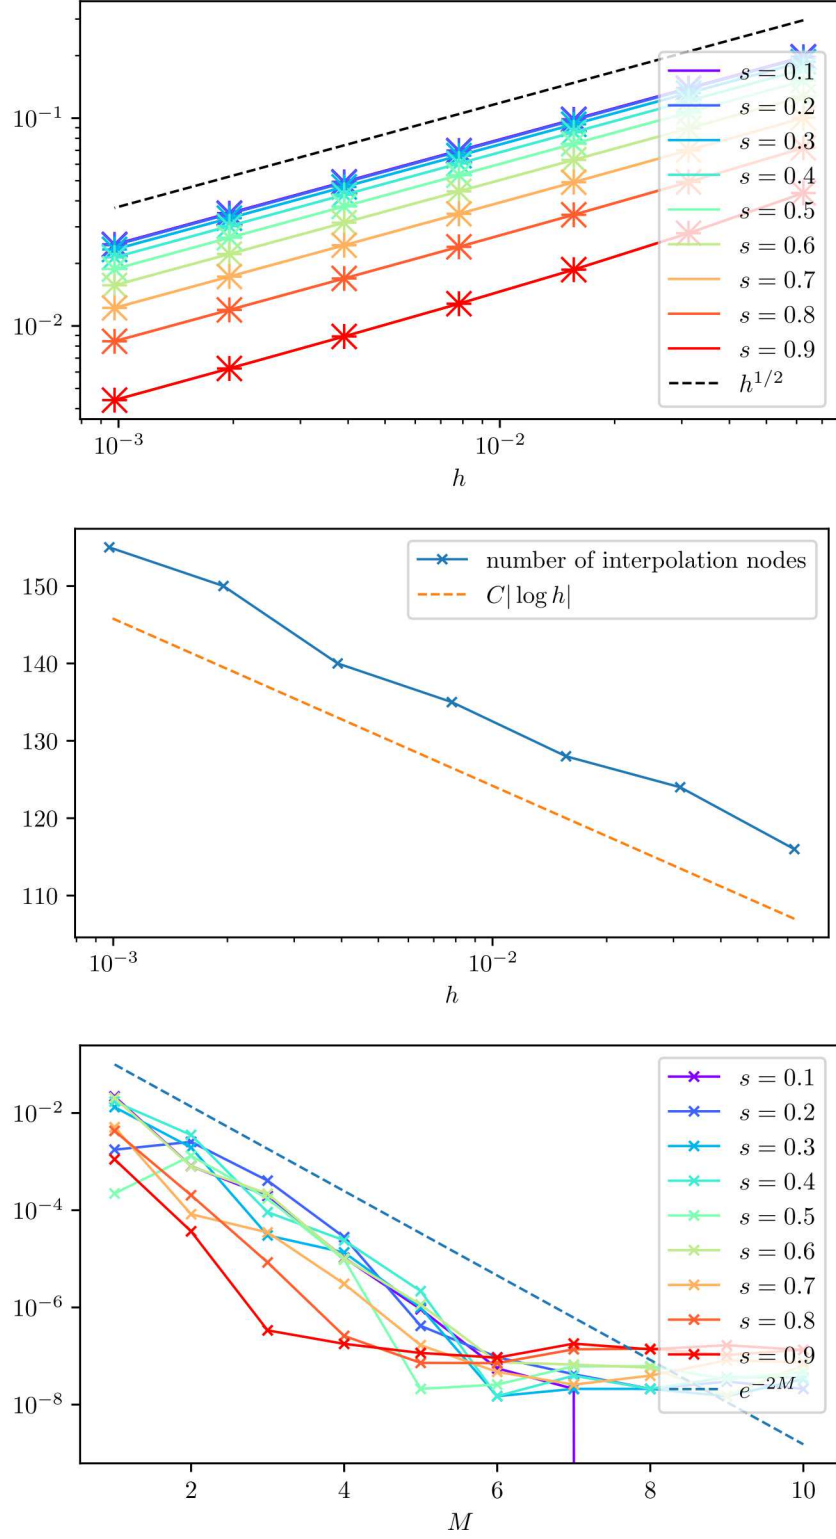 10⁻¹
10⁻²
10⁻³ 10⁻²
h
s = 0.1
s = 0.2
s = 0.3
s = 0.4
s = 0.5
s = 0.6
s = 0.7
s = 0.8
s = 0.9
h^{1/2}
150
140
130
120
110
10⁻³ 10⁻²
h
number of interpolation nodes
C| log h|
10⁻²
10⁻⁴
10⁻⁶
10⁻⁸
2 4 6 8 10
M
s = 0.1
s = 0.2
s = 0.3
s = 0.4
s = 0.5
s = 0.6
s = 0.7
s = 0.8
s = 0.9
e^{-2M}